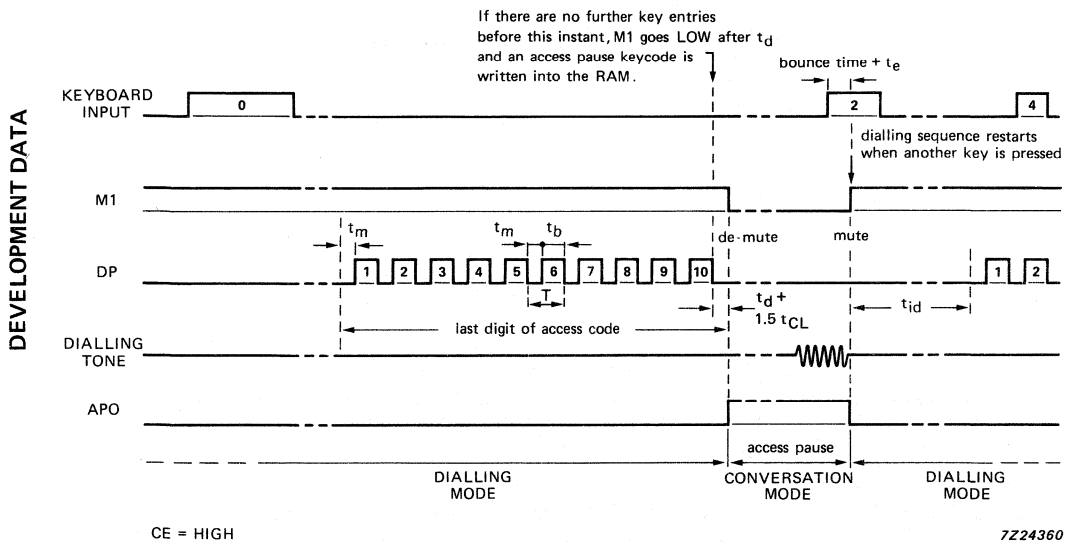 If there are no further key entries
before this instant, M1 goes LOW after td
and an access pause keycode is
written into the RAM.
bounce time + te
DEVELOPMENT DATA
KEYBOARD
INPUT
0
2
4
dialling sequence restarts
when another key is pressed
M1
tm
tm
tb
de-mute
mute
DP
1
2
3
4
5
6
7
8
9
10
1
2
T
td +
1.5 tCL
tid
last digit of access code
DIALLING
TONE
APO
access pause
DIALLING
MODE
CONVERSATION
MODE
DIALLING
MODE
CE = HIGH
7Z24360